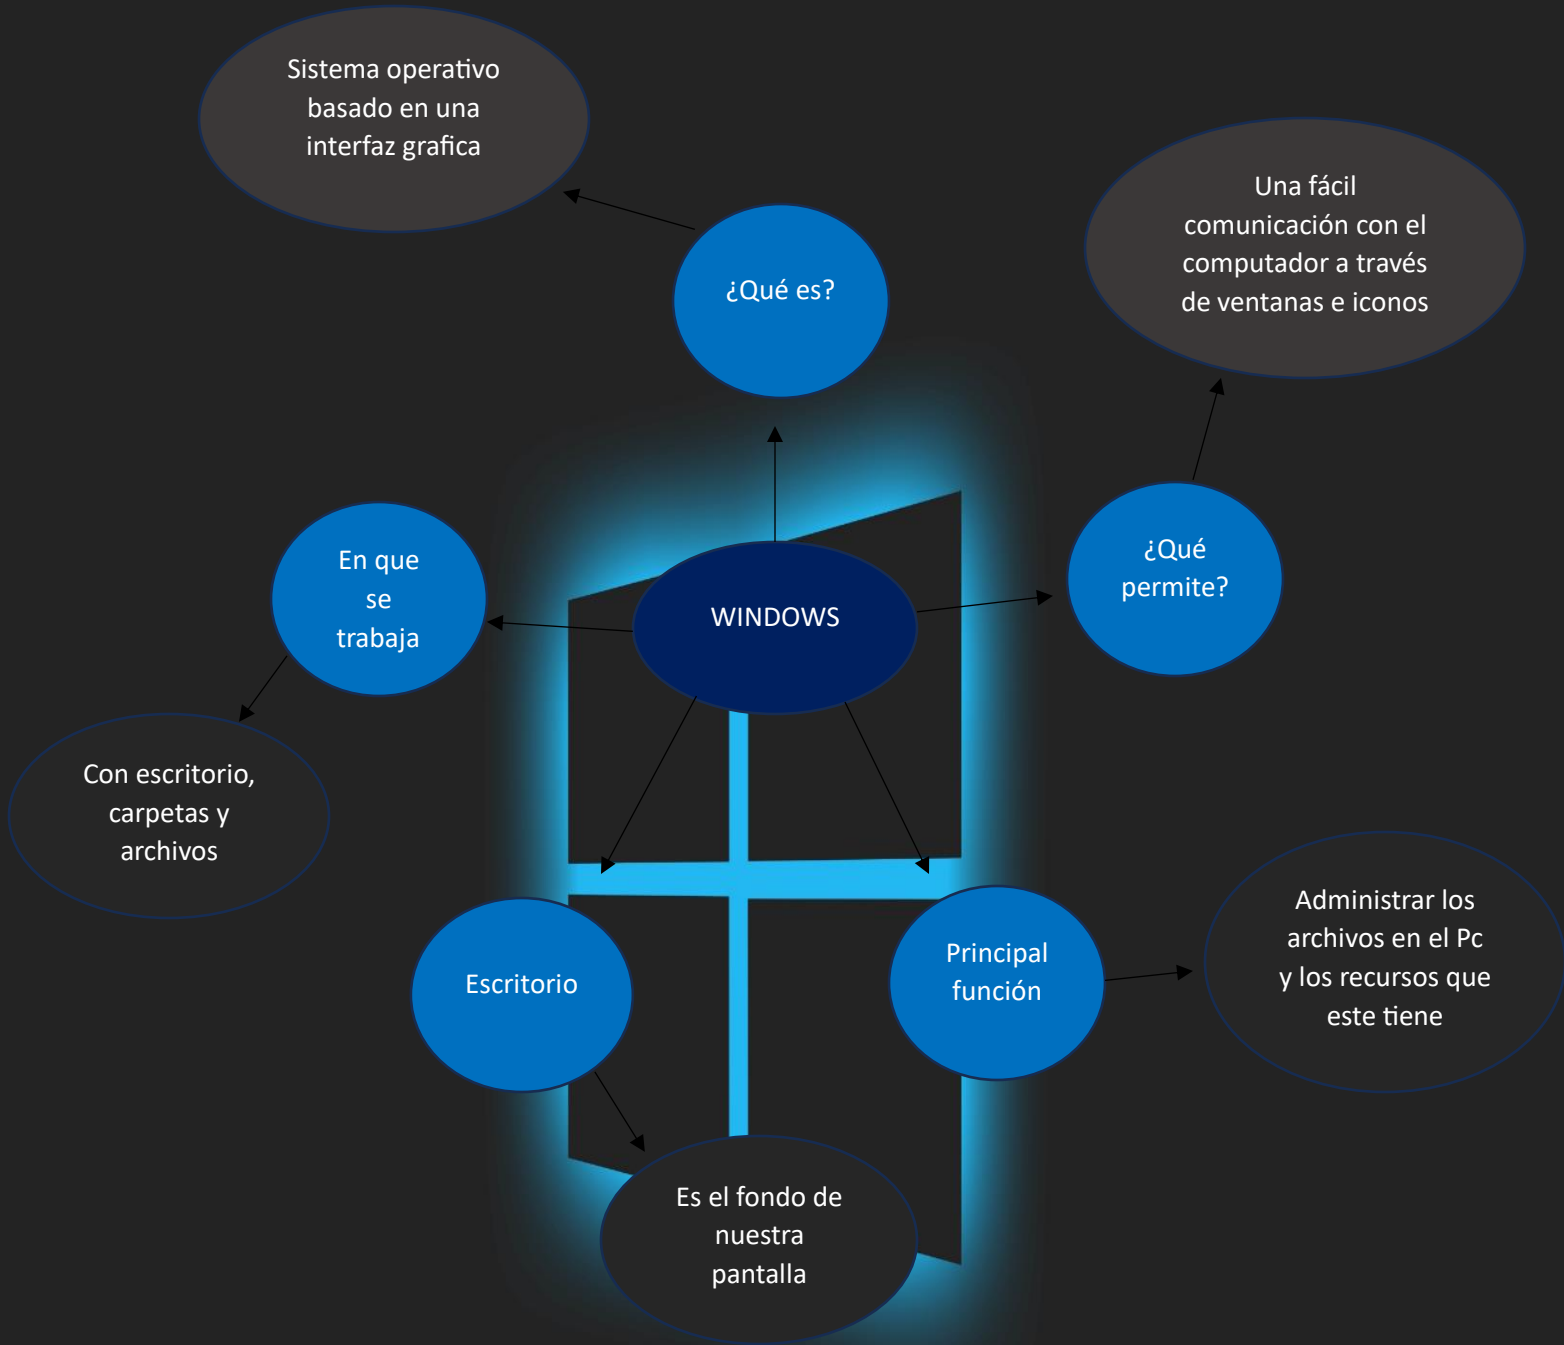 Sistema operativo
basado en una
interfaz grafica
Una fácil
comunicación con el
computador a través
de ventanas e iconos
¿Qué es?
¿Qué
permite?
En que
se
trabaja
WINDOWS
Con escritorio,
carpetas y
archivos
Escritorio
Principal
función
Administrar los
archivos en el Pc
y los recursos que
este tiene
Es el fondo de
nuestra
pantalla